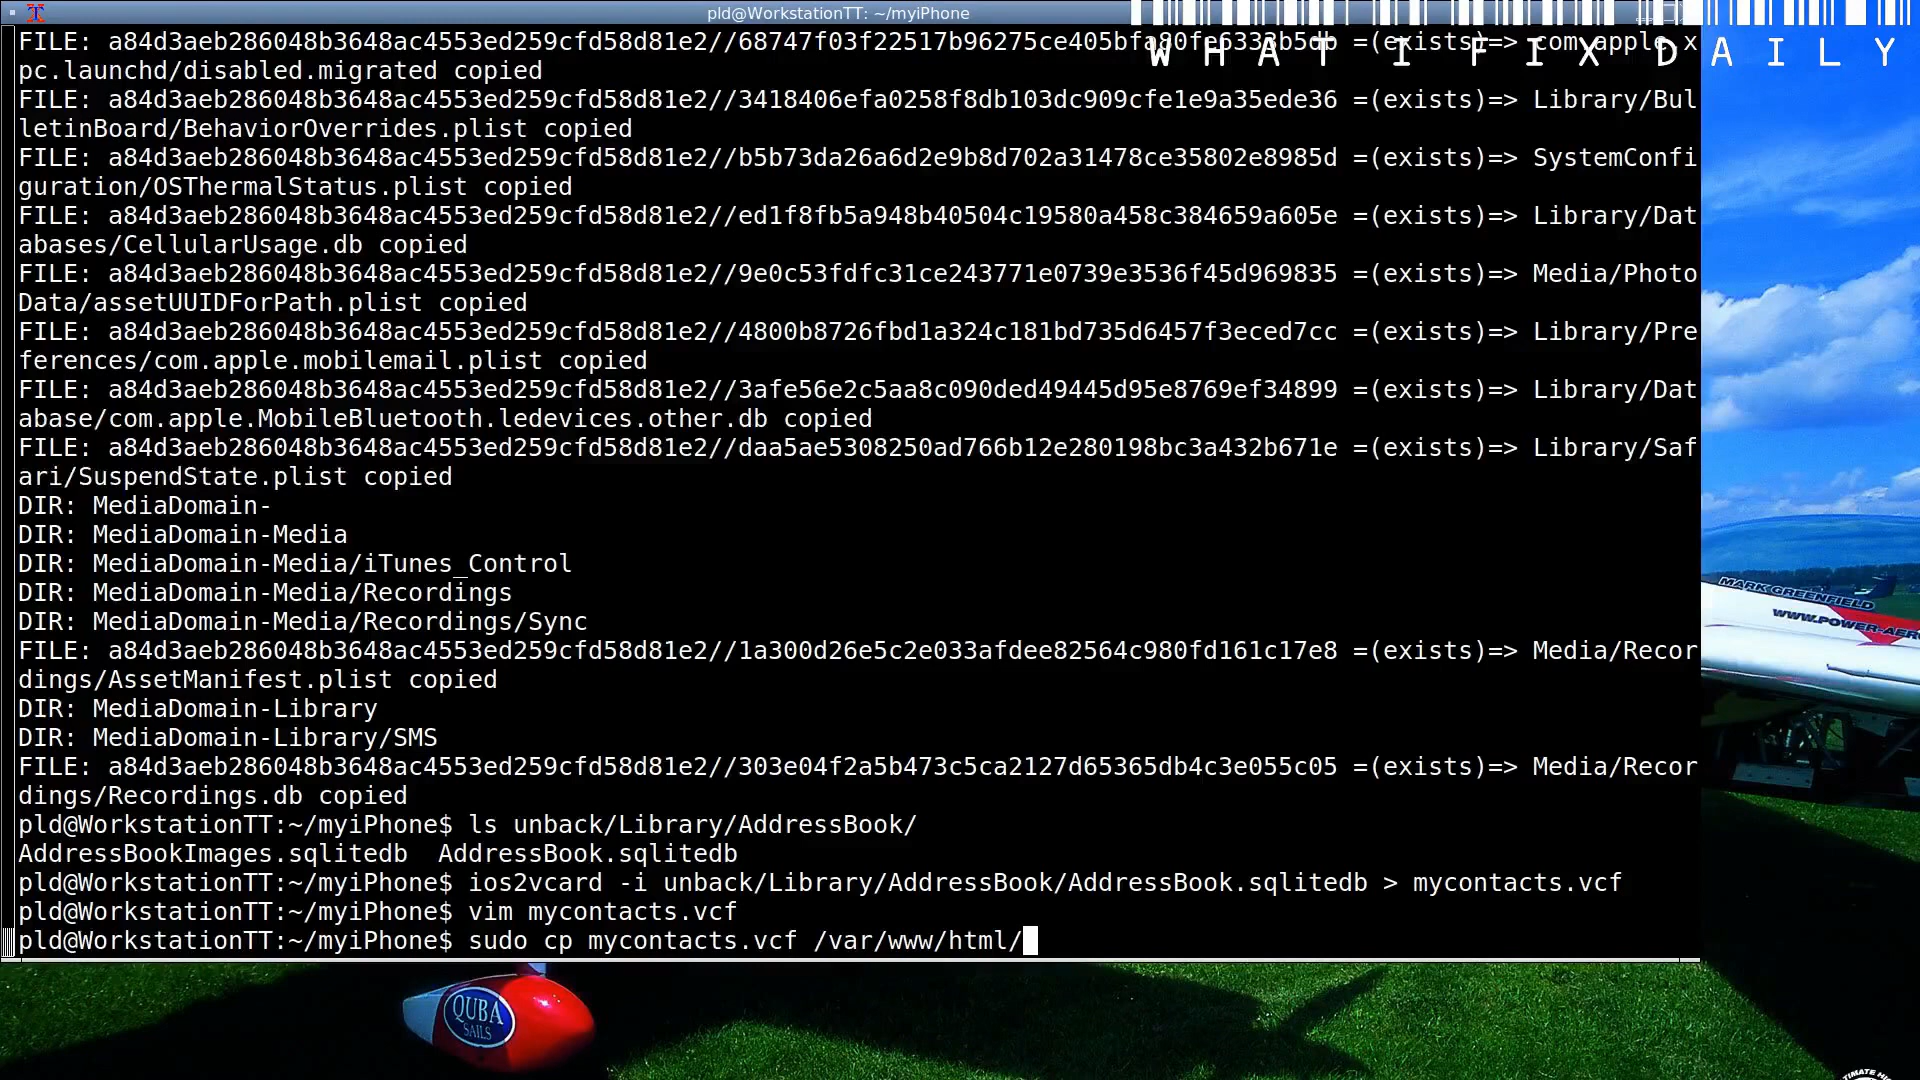 pld@WorkstationTT: ~/myiPhone
WHAT I FIX DAILY
FILE: a84d3aeb286048b3648ac4553ed259cfd58d81e2//68747f03f22517b96275ce405bfa80fe6333b5db =(exists)=> com.apple.x
pc.launchd/disabled.migrated copied
FILE: a84d3aeb286048b3648ac4553ed259cfd58d81e2//3418406efa0258f8db103dc909cfe1e9a35ede36 =(exists)=> Library/Bul
letinBoard/BehaviorOverrides.plist copied
FILE: a84d3aeb286048b3648ac4553ed259cfd58d81e2//b5b73da26a6d2e9b8d702a31478ce35802e8985d =(exists)=> SystemConfi
guration/OSThermalStatus.plist copied
FILE: a84d3aeb286048b3648ac4553ed259cfd58d81e2//ed1f8fb5a948b40504c19580a458c384659a605e =(exists)=> Library/Dat
abases/CellularUsage.db copied
FILE: a84d3aeb286048b3648ac4553ed259cfd58d81e2//9e0c53fdfc31ce243771e0739e3536f45d969835 =(exists)=> Media/Photo
Data/assetUUIDForPath.plist copied
FILE: a84d3aeb286048b3648ac4553ed259cfd58d81e2//4800b8726fbd1a324c181bd735d6457f3eced7cc =(exists)=> Library/Pre
ferences/com.apple.mobilemail.plist copied
FILE: a84d3aeb286048b3648ac4553ed259cfd58d81e2//3afe56e2c5aa8c090ded49445d95e8769ef34899 =(exists)=> Library/Dat
abase/com.apple.MobileBluetooth.ledevices.other.db copied
FILE: a84d3aeb286048b3648ac4553ed259cfd58d81e2//daa5ae5308250ad766b12e280198bc3a432b671e =(exists)=> Library/Saf
ari/SuspendState.plist copied
DIR: MediaDomain-
DIR: MediaDomain-Media
DIR: MediaDomain-Media/iTunes_Control
DIR: MediaDomain-Media/Recordings
DIR: MediaDomain-Media/Recordings/Sync
FILE: a84d3aeb286048b3648ac4553ed259cfd58d81e2//1a300d26e5c2e033afdee82564c980fd161c17e8 =(exists)=> Media/Recor
dings/AssetManifest.plist copied
DIR: MediaDomain-Library
DIR: MediaDomain-Library/SMS
FILE: a84d3aeb286048b3648ac4553ed259cfd58d81e2//303e04f2a5b473c5ca2127d65365db4c3e055c05 =(exists)=> Media/Recor
dings/Recordings.db copied
pld@WorkstationTT:~/myiPhone$ ls unback/Library/AddressBook/
AddressBookImages.sqlitedb  AddressBook.sqlitedb
pld@WorkstationTT:~/myiPhone$ ios2vcard -i unback/Library/AddressBook/AddressBook.sqlitedb > mycontacts.vcf
pld@WorkstationTT:~/myiPhone$ vim mycontacts.vcf
pld@WorkstationTT:~/myiPhone$ sudo cp mycontacts.vcf /var/www/html/
MARK GREENFIELD
WWW.POWER-AERO
QUBA
SAILS